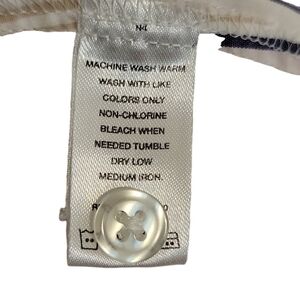 MACHINE WASH WARM
WASH WITH LIKE
COLORS ONLY
NON-CHLORINE
BLEACH WHEN
NEEDED TUMBLE
DRY LOW
MEDIUM IRON.